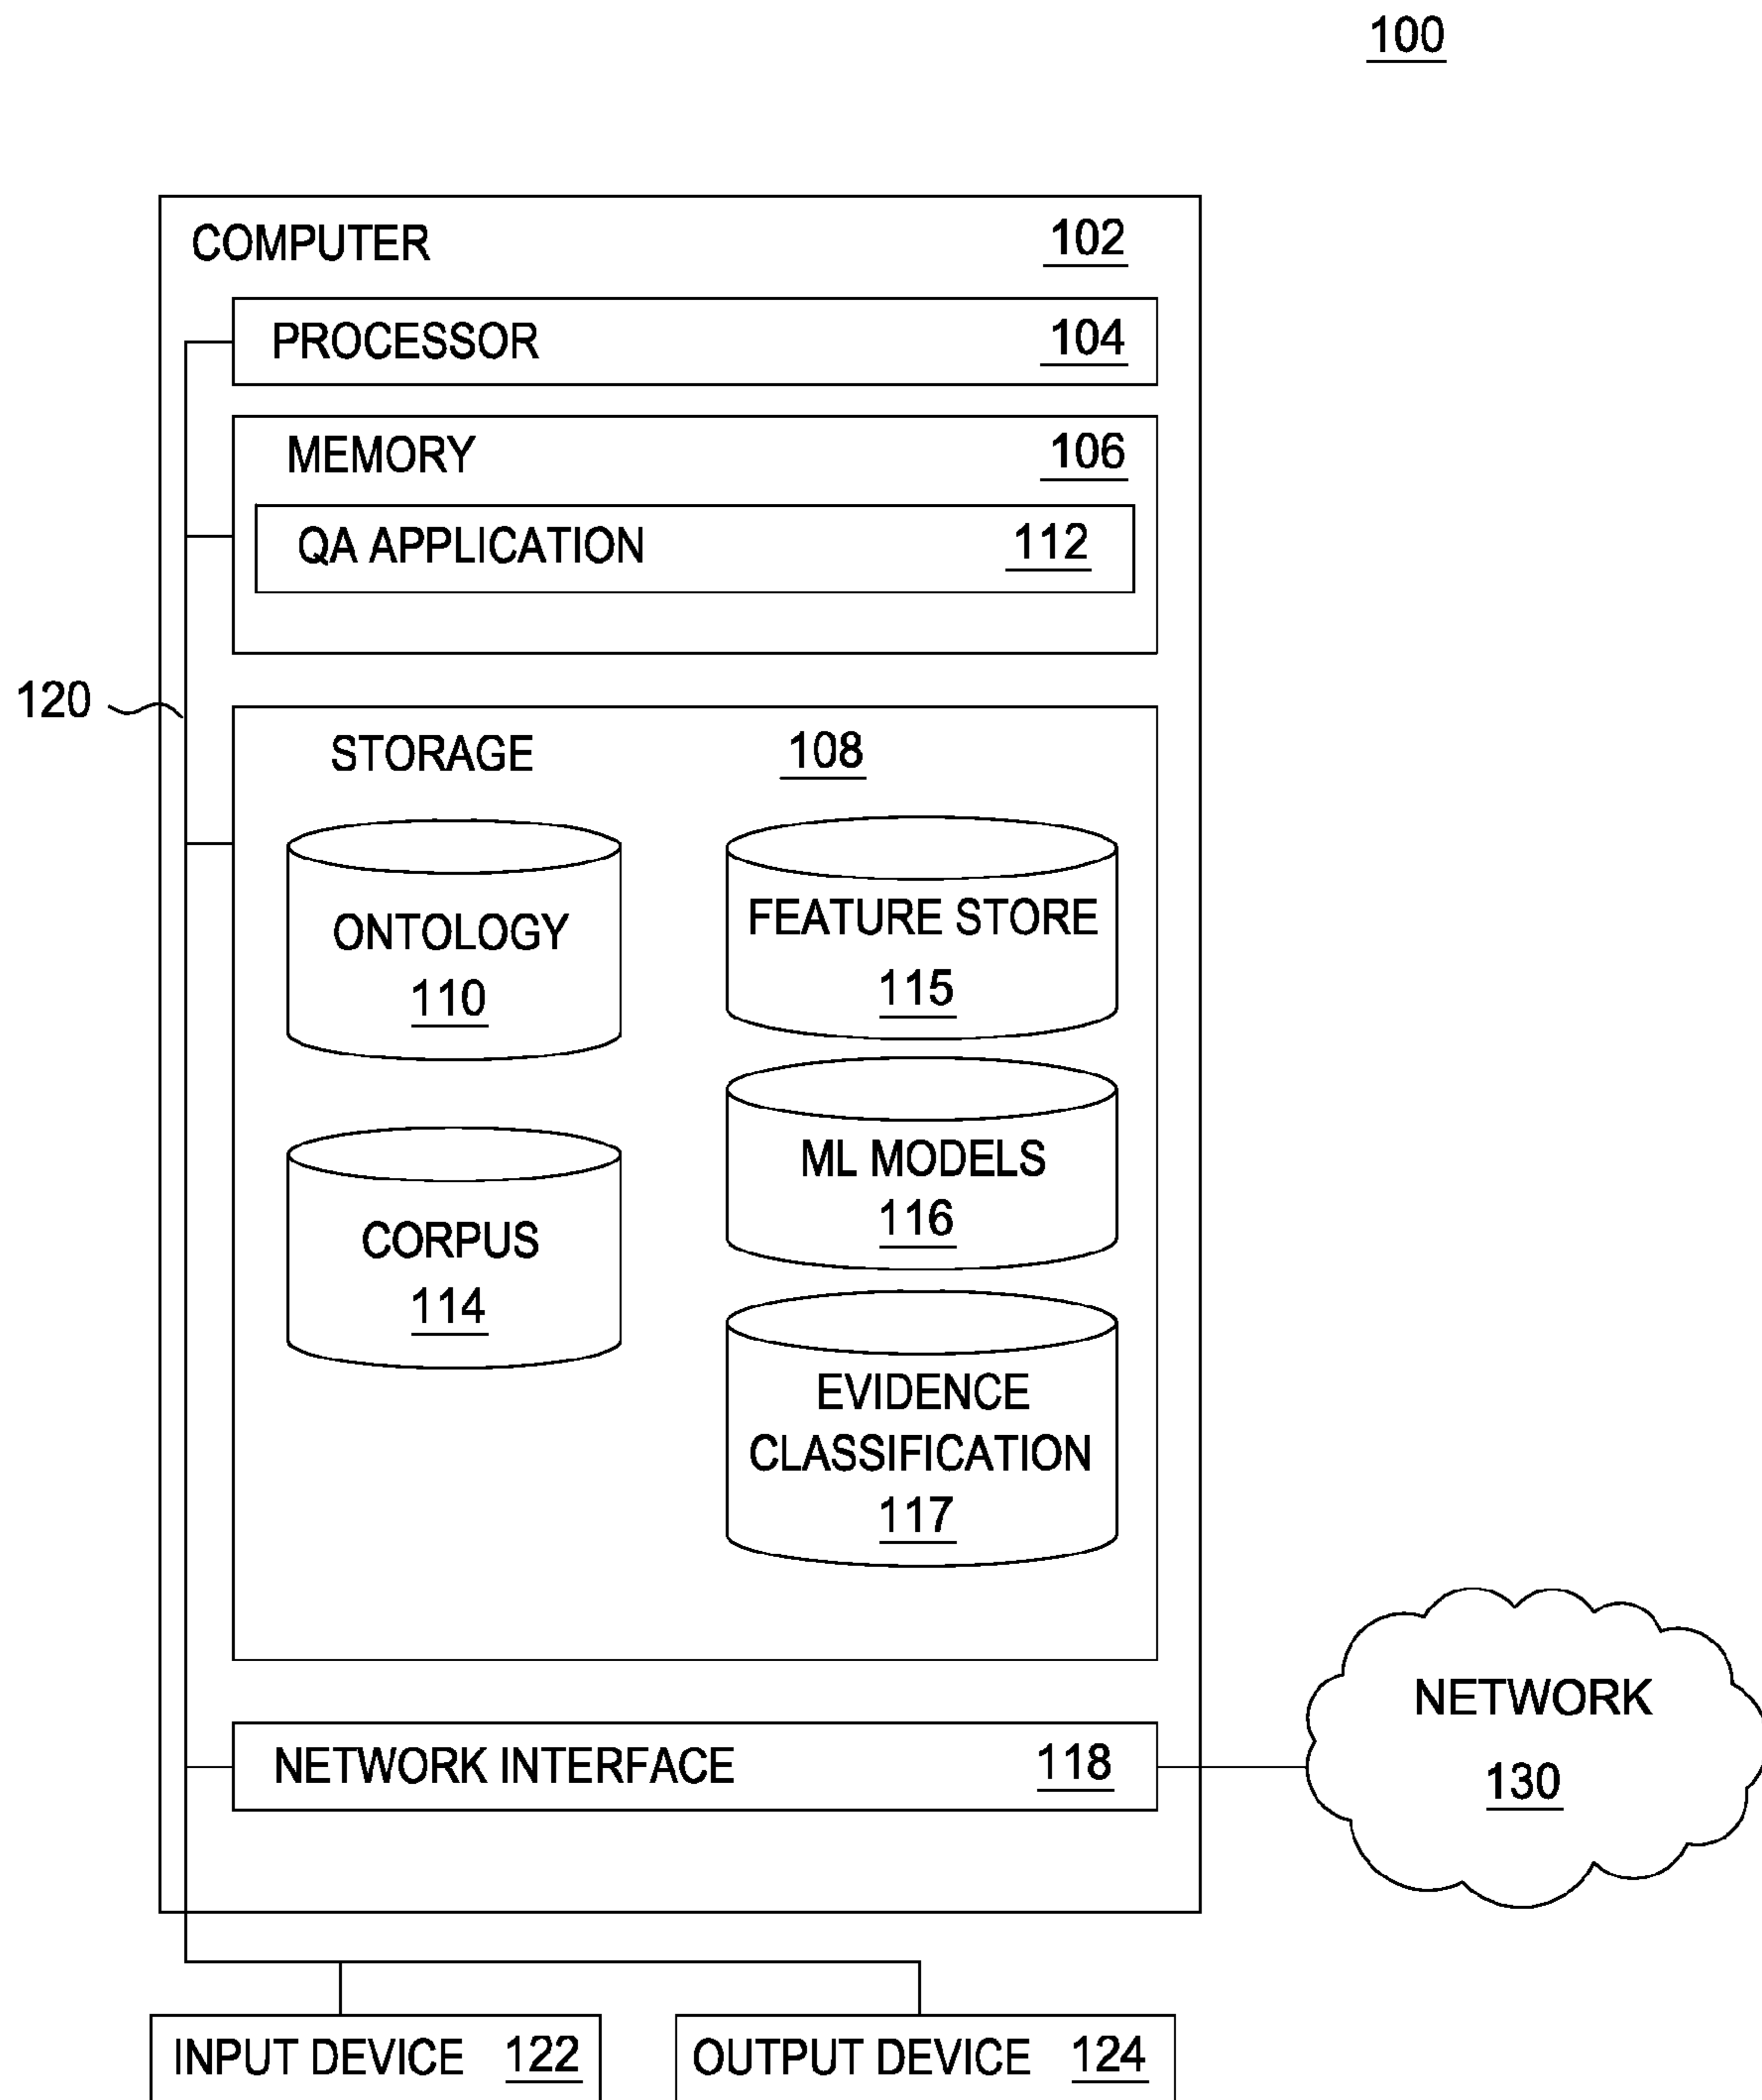 100
COMPUTER 102
PROCESSOR 104
MEMORY 106
QA APPLICATION 112
120
STORAGE 108
ONTOLOGY
110
FEATURE STORE
115
ML MODELS
116
CORPUS
114
EVIDENCE
CLASSIFICATION
117
NETWORK INTERFACE 118
NETWORK
130
INPUT DEVICE 122
OUTPUT DEVICE 124